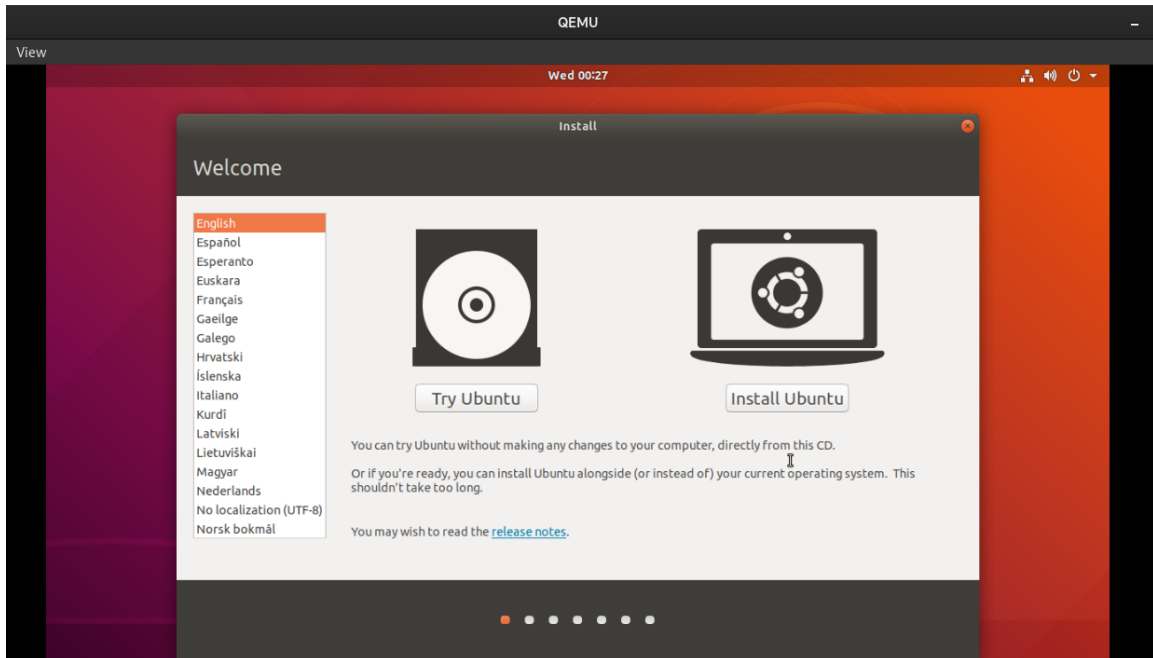 QEMU
View
Wed 00:27
Install
Welcome
English
Español
Esperanto
Euskara
Français
Gaeilge
Galego
Hrvatski
Íslenska
Italiano
Kurdî
Latviski
Lietuviškai
Magyar
Nederlands
No localization (UTF-8)
Norsk bokmål
Try Ubuntu
Install Ubuntu
You can try Ubuntu without making any changes to your computer, directly from this CD.
Or if you're ready, you can install Ubuntu alongside (or instead of) your current operating system. This
shouldn't take too long.
You may wish to read the release notes.